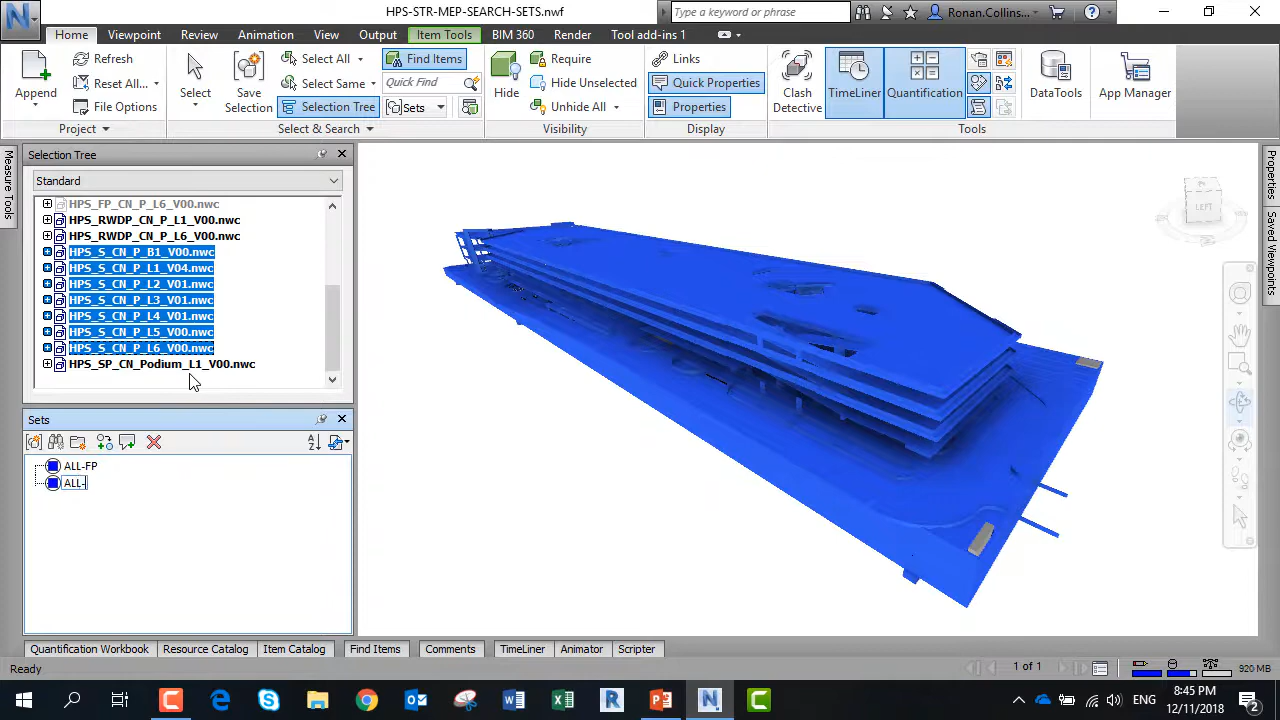 HPS-STR-MEP-SEARCH-SETS.nwf
Type a keyword or phrase
Ronan.Collins...
Home Viewpoint Review Animation View Output Item Tools BIM 360 Render Tool add-ins 1
Append
Refresh
Reset All...
File Options
Project
Select
Save Selection
Select All
Select Same
Selection Tree
Find Items
Quick Find
Sets
Select & Search
Hide
Require
Hide Unselected
Unhide All
Visibility
Links
Quick Properties
Properties
Display
Clash Detective
TimeLiner
Quantification
DataTools
App Manager
Tools
Measure Tools
Selection Tree
Standard
HPS_FP_CN_P_L6_V00.nwc
HPS_RWDP_CN_P_L1_V00.nwc
HPS_RWDP_CN_P_L6_V00.nwc
HPS_S_CN_P_B1_V00.nwc
HPS_S_CN_P_L1_V04.nwc
HPS_S_CN_P_L2_V01.nwc
HPS_S_CN_P_L3_V01.nwc
HPS_S_CN_P_L4_V01.nwc
HPS_S_CN_P_L5_V00.nwc
HPS_S_CN_P_L6_V00.nwc
HPS_SP_CN_Podium_L1_V00.nwc
Sets
ALL-FP
ALL-
LEFT
Properties
Saved Viewpoints
Quantification Workbook Resource Catalog Item Catalog Find Items Comments TimeLiner Animator Scripter
Ready
1 of 1
920 MB
ENG
8:45 PM
12/11/2018
2